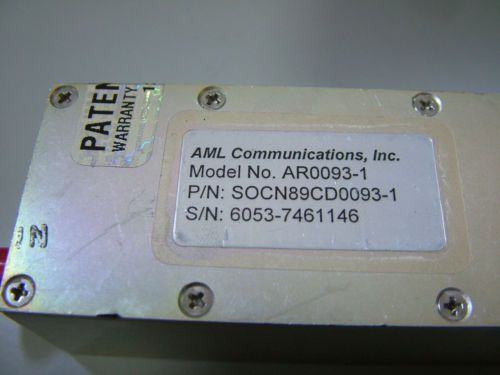 PATEN
WARRANTY
AML Communications, Inc.
Model No. AR0093-1
P/N: SOCN89CD0093-1
S/N: 6053-7461146
N